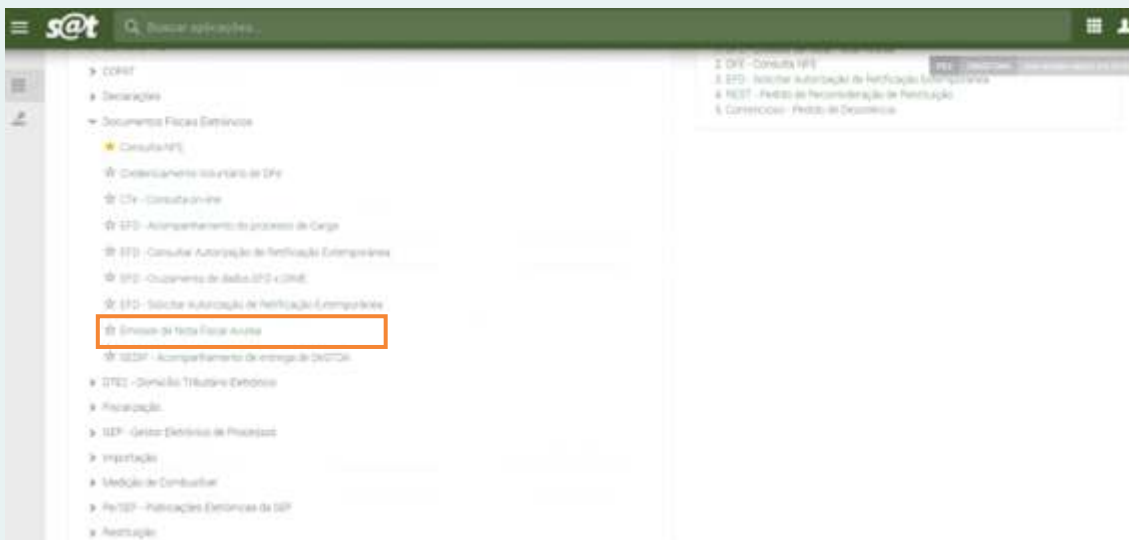 s@t
Buscar aplicações...
COPAT
Declarações
Documentos Fiscais Eletrônicos
Consulta NFE
Credenciamento Voluntário de DFe
CTe - Consulta on-line
EFD - Acompanhamento do processo de Carga
EFD - Consultar Autorização de Retificação Extemporânea
EFD - Cruzamento de dados EFD x DIME
EFD - Solicitar Autorização de Retificação Extemporânea
Emissão de Nota Fiscal Avulsa
SEDIF - Acompanhamento de entrega de DeSTDA
DTEC - Domicílio Tributário Eletrônico
Fiscalização
GEP - Gestor Eletrônico de Processos
Importação
Medição de Combustível
Pe/SEF - Publicações Eletrônicas da SEF
Restituição
2. DFE - Consulta NFE
3. EFD - Solicitar Autorização de Retificação Extemporânea
4. REST - Pedido de Reconsideração de Restituição
5. Contencioso - Pedido de Desistência